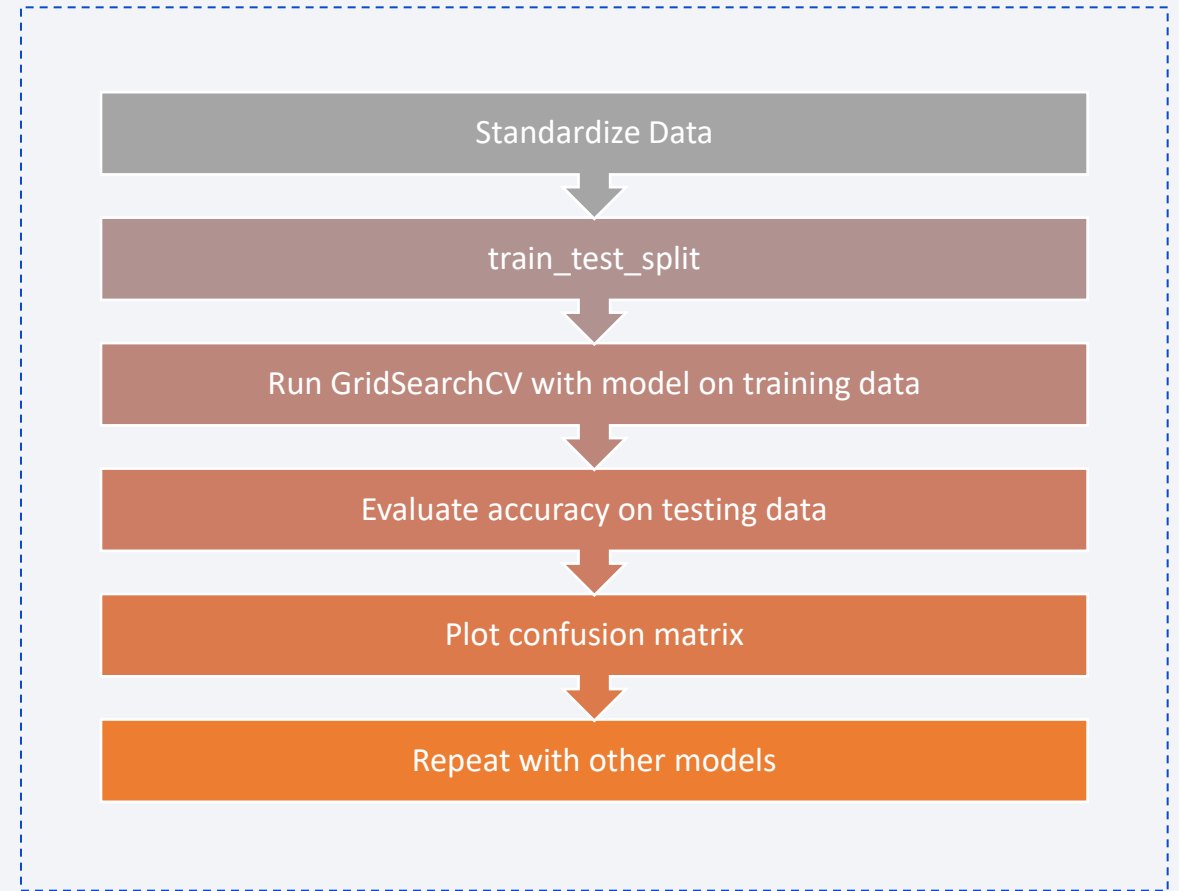 Standardize Data
train_test_split
Run GridSearchCV with model on training data
Evaluate accuracy on testing data
Plot confusion matrix
Repeat with other models